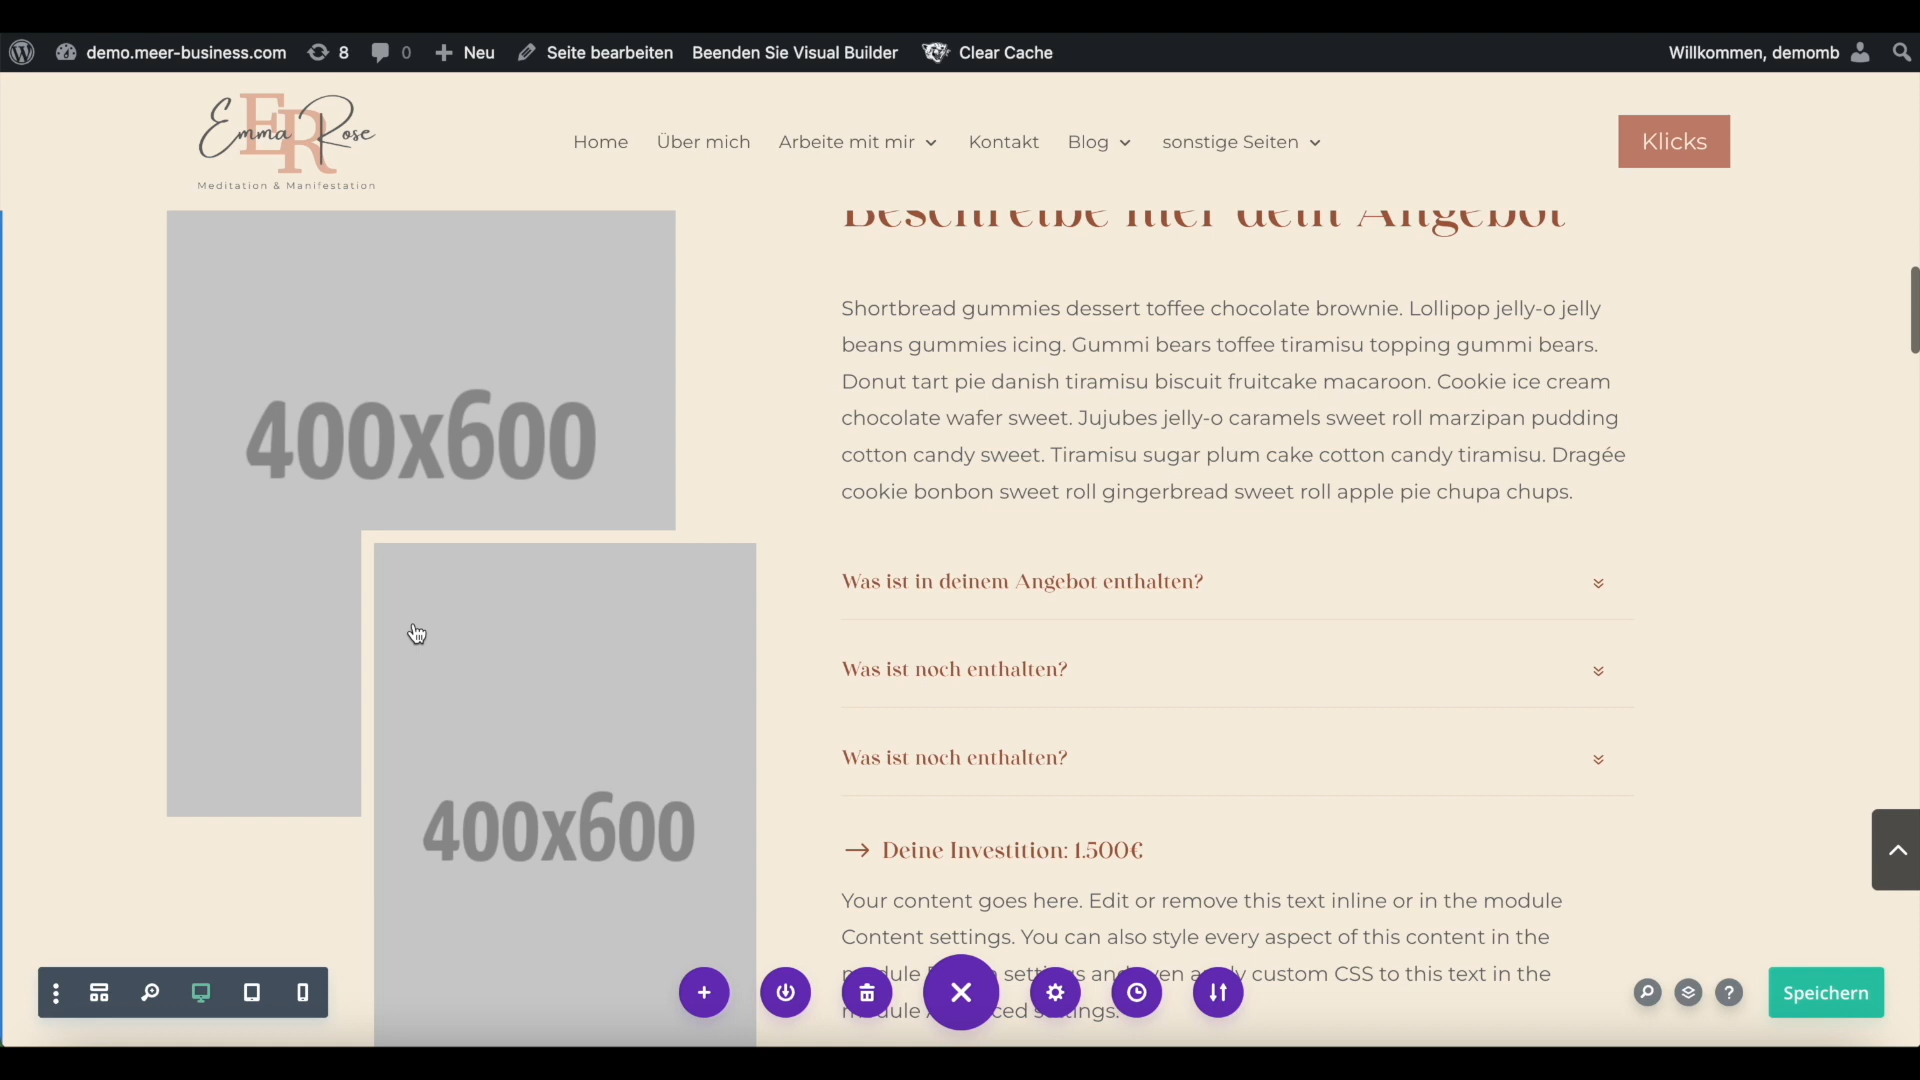 demo.meer-business.com 8 0 Neu Seite bearbeiten Beenden Sie Visual Builder Clear Cache Willkommen, demomb
ER
Emma Rose
Meditation & Manifestation
Home Über mich Arbeite mit mir Kontakt Blog sonstige Seiten Klicks
Beschreibe hier dein Angebot
400x600
Shortbread gummies dessert toffee chocolate brownie. Lollipop jelly-o jelly
beans gummies icing. Gummi bears toffee tiramisu topping gummi bears.
Donut tart pie danish tiramisu biscuit fruitcake macaroon. Cookie ice cream
chocolate wafer sweet. Jujubes jelly-o caramels sweet roll marzipan pudding
cotton candy sweet. Tiramisu sugar plum cake cotton candy tiramisu. Dragée
cookie bonbon sweet roll gingerbread sweet roll apple pie chupa chups.
Was ist in deinem Angebot enthalten?
Was ist noch enthalten?
Was ist noch enthalten?
400x600
→ Deine Investition: 1.500€
Your content goes here. Edit or remove this text inline or in the module
Content settings. You can also style every aspect of this content in the
CSS to this text in the
Speichern